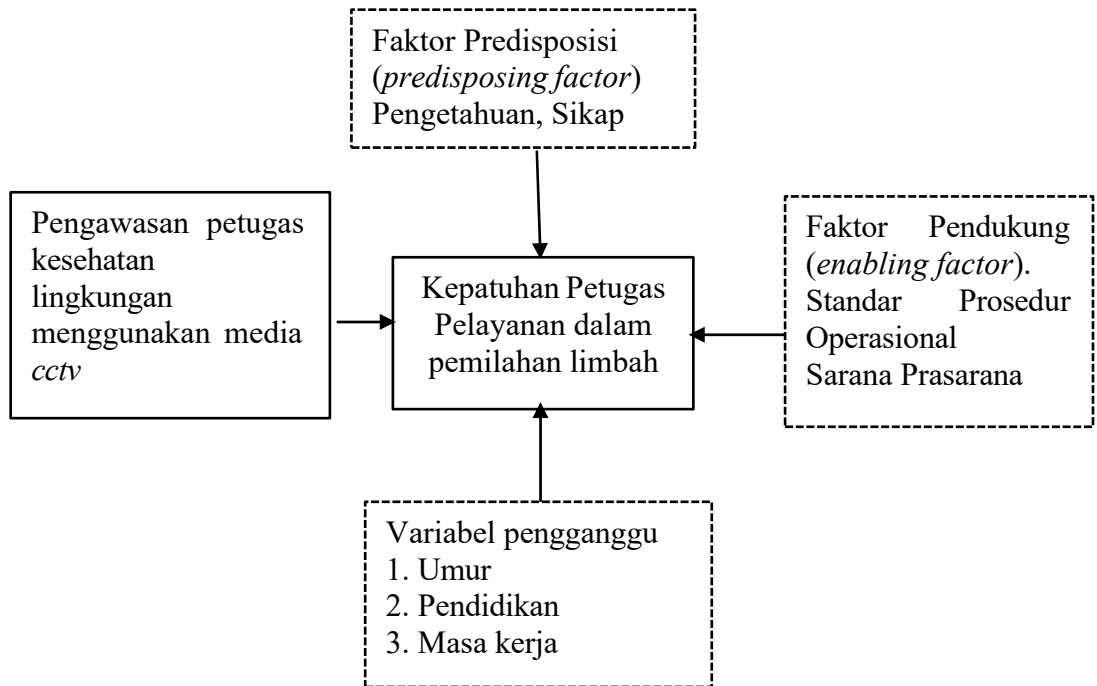 Faktor Predisposisi
(predisposing factor)
Pengetahuan, Sikap
Pengawasan petugas
kesehatan
lingkungan
menggunakan media
cctv
Kepatuhan Petugas
Pelayanan dalam
pemilahan limbah
Faktor Pendukung
(enabling factor).
Standar Prosedur
Operasional
Sarana Prasarana
Variabel pengganggu
1. Umur
2. Pendidikan
3. Masa kerja